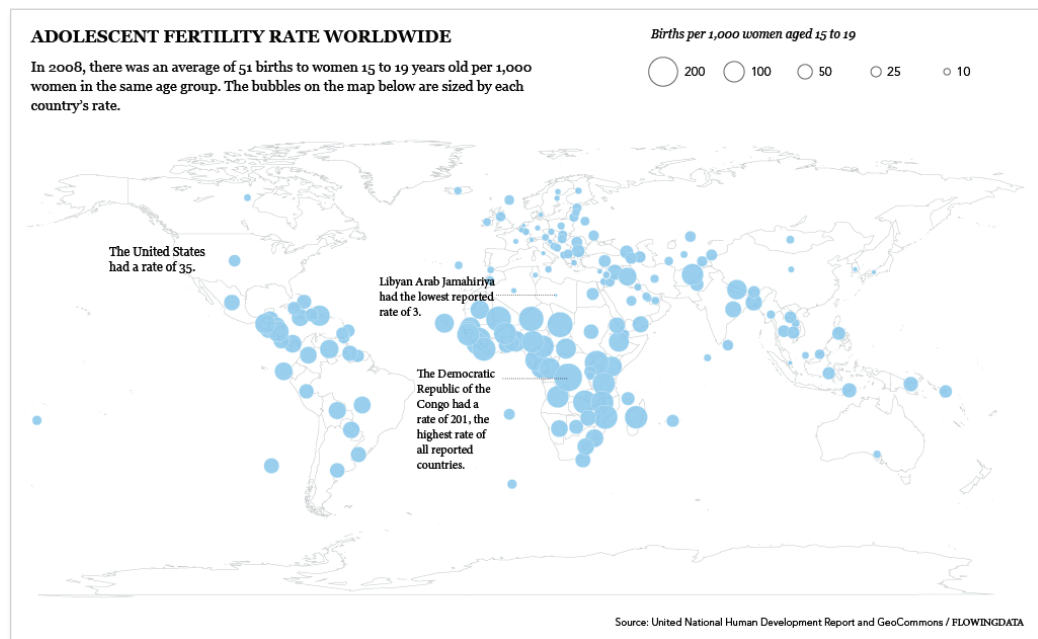 ADOLESCENT FERTILITY RATE WORLDWIDE
In 2008, there was an average of 51 births to women 15 to 19 years old per 1,000
women in the same age group. The bubbles on the map below are sized by each
country's rate.
Births per 1,000 women aged 15 to 19
200 100 50 25 10
The United States
had a rate of 35.
Libyan Arab Jamahiriya
had the lowest reported
rate of 3.
The Democratic
Republic of the
Congo had a
rate of 201, the
highest rate of
all reported
countries.
Source: United National Human Development Report and GeoCommons / FLOWINGDATA